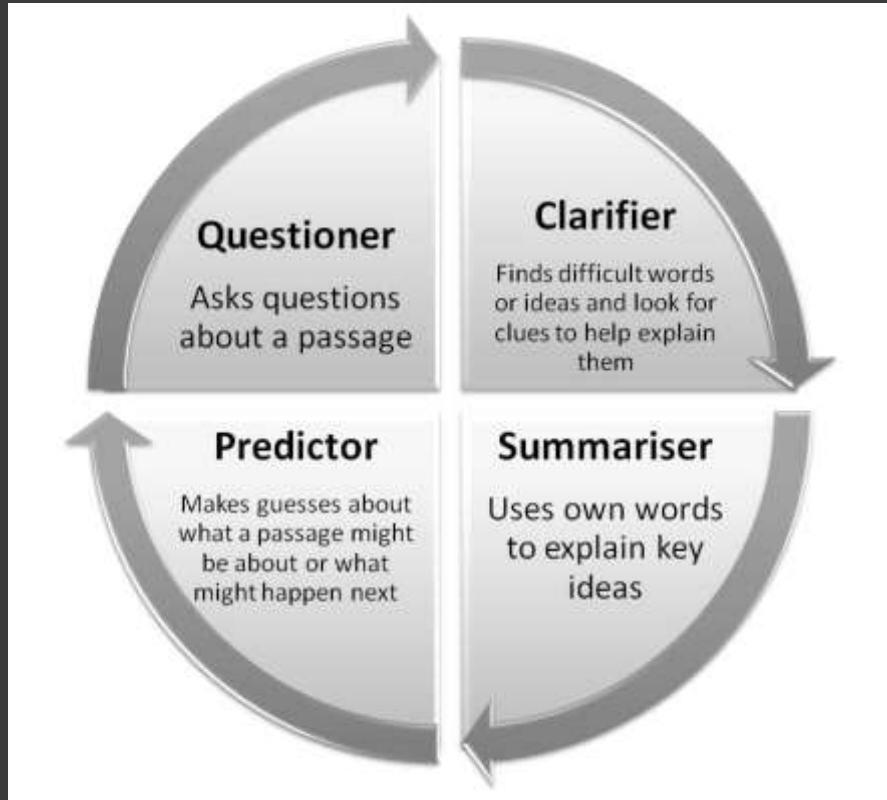 Questioner
Asks questions
about a passage
Clarifier
Finds difficult words
or ideas and look for
clues to help explain
them
Predictor
Makes guesses about
what a passage might
be about or what
might happen next
Summariser
Uses own words
to explain key
ideas